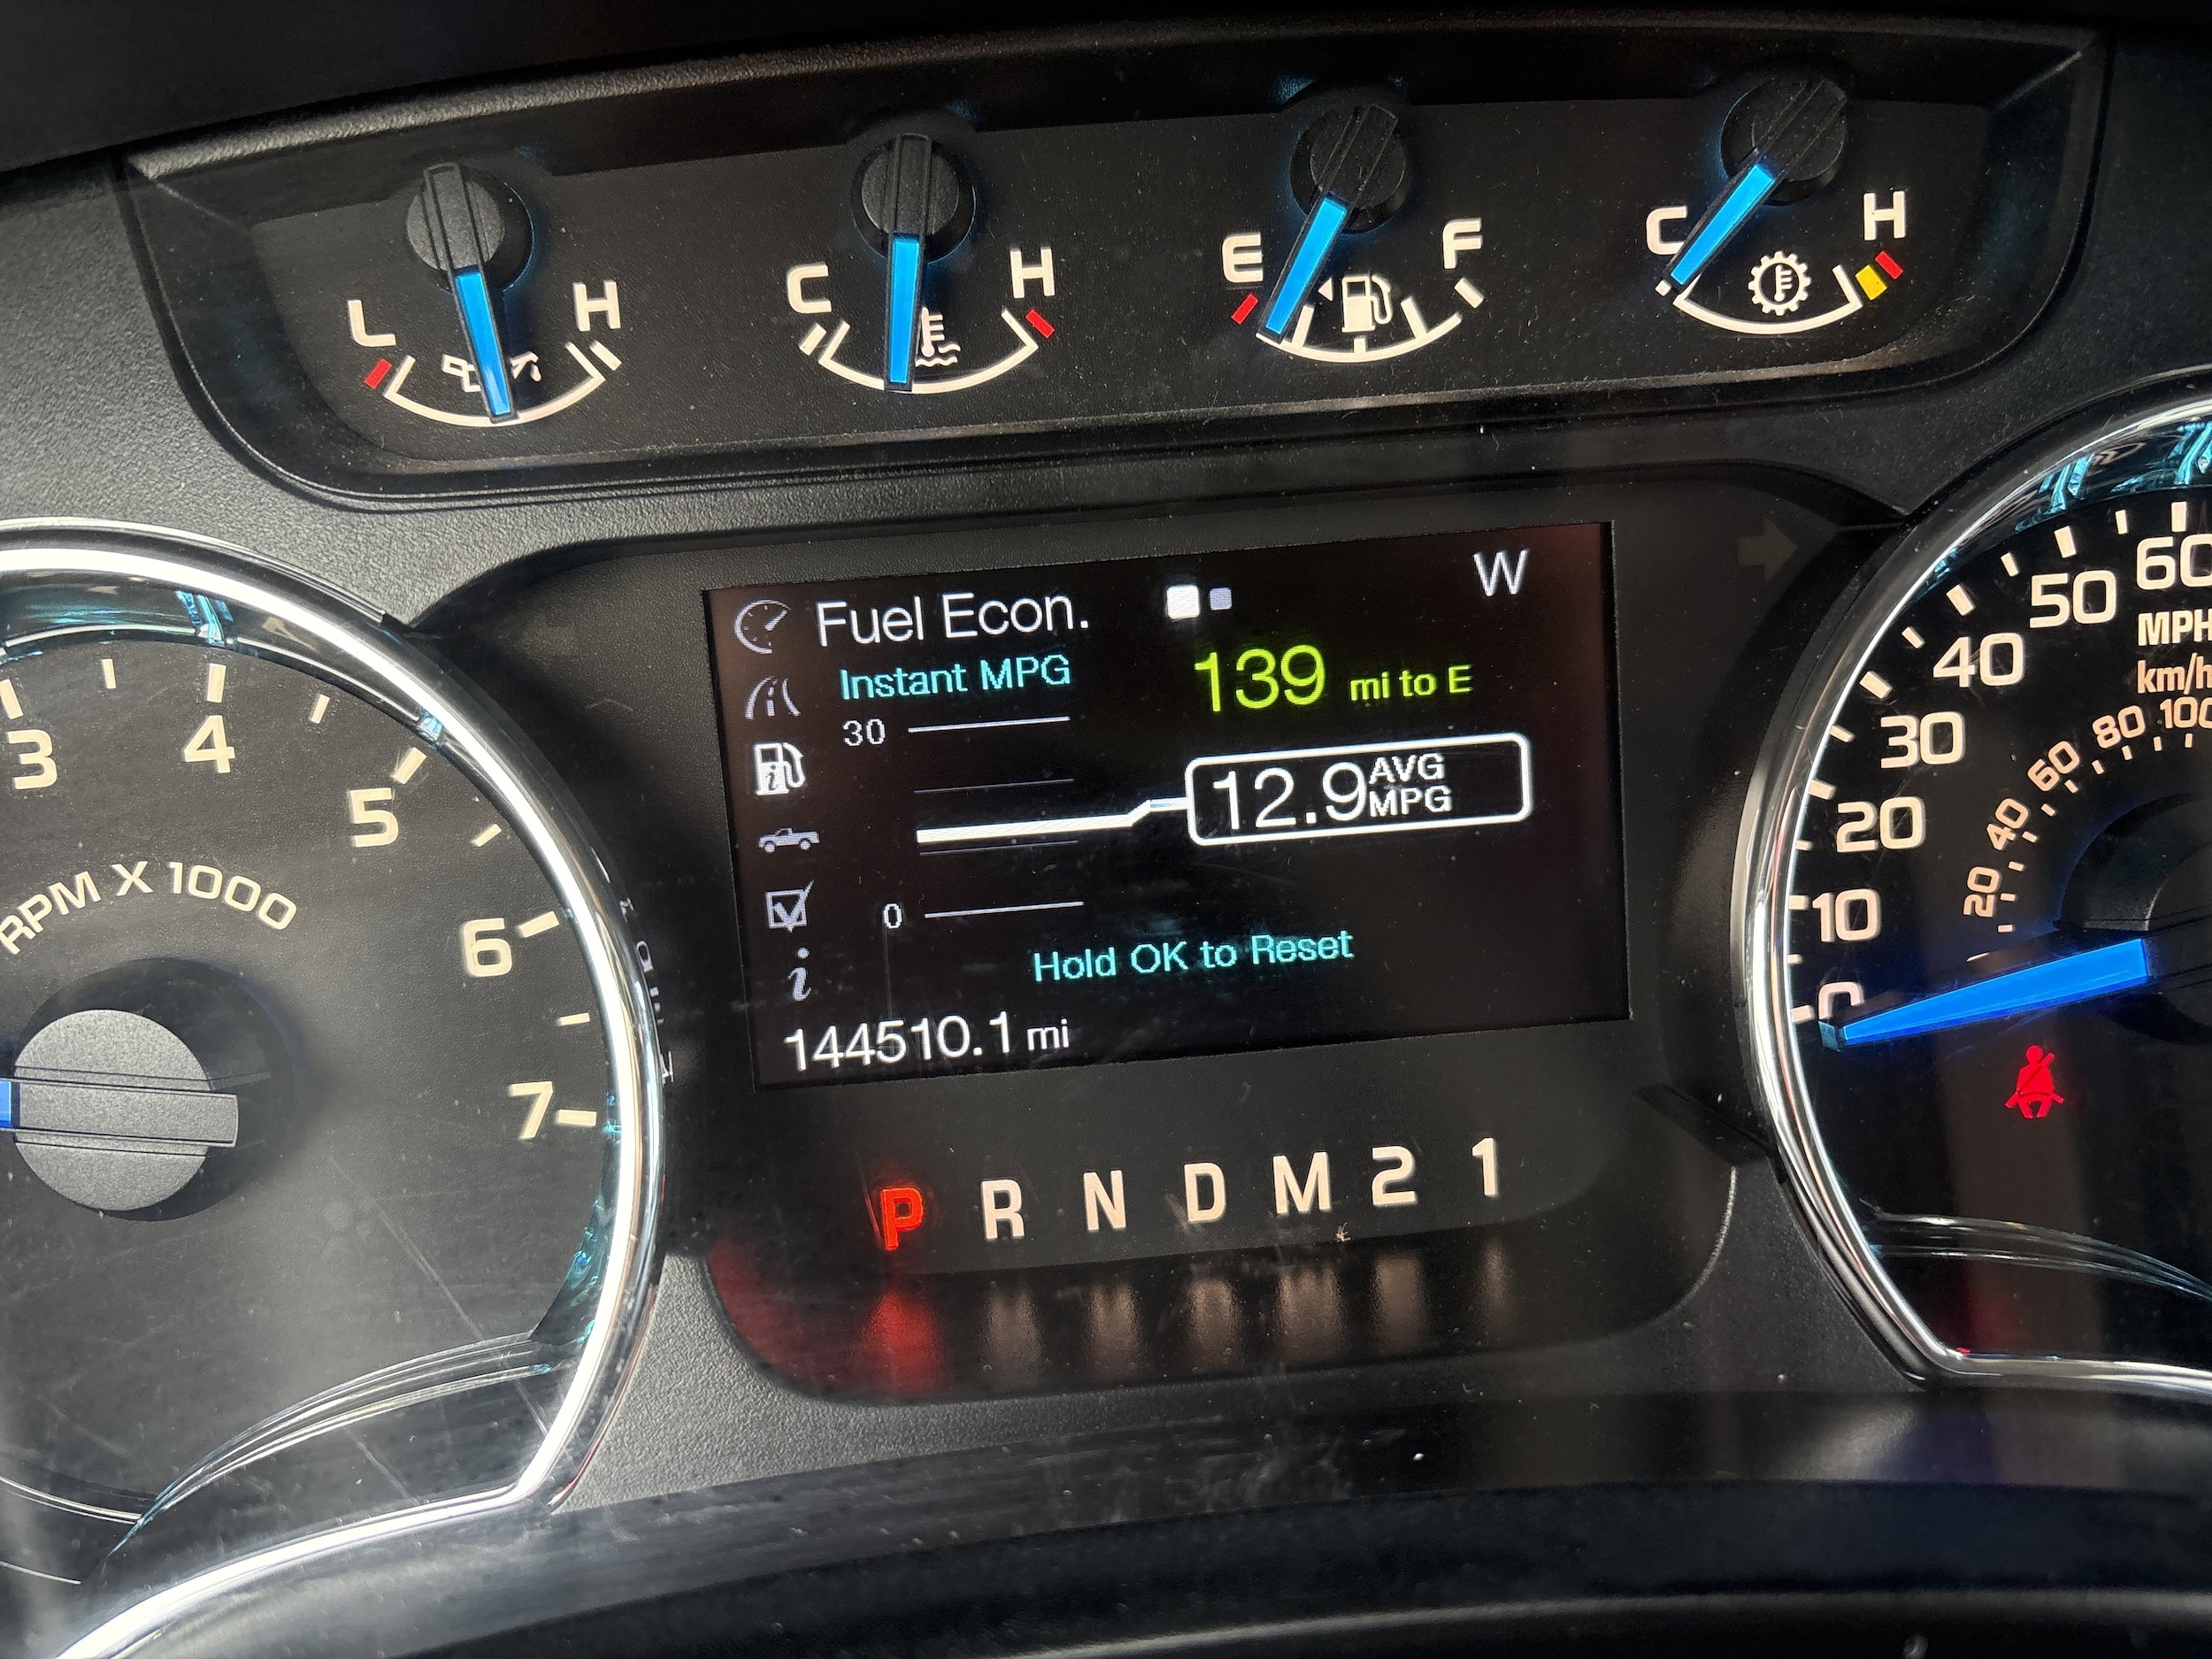 L H
C H
E F
C H
Fuel Econ. W
Instant MPG
139 mi to E
30
12.9 AVG MPG
0
Hold OK to Reset
144510.1 mi
P R N D M 2 1
3 4 5 6 7
RPM X 1000
0 10 20 30 40 50 60
MPH
km/h
20 40 60 80 100